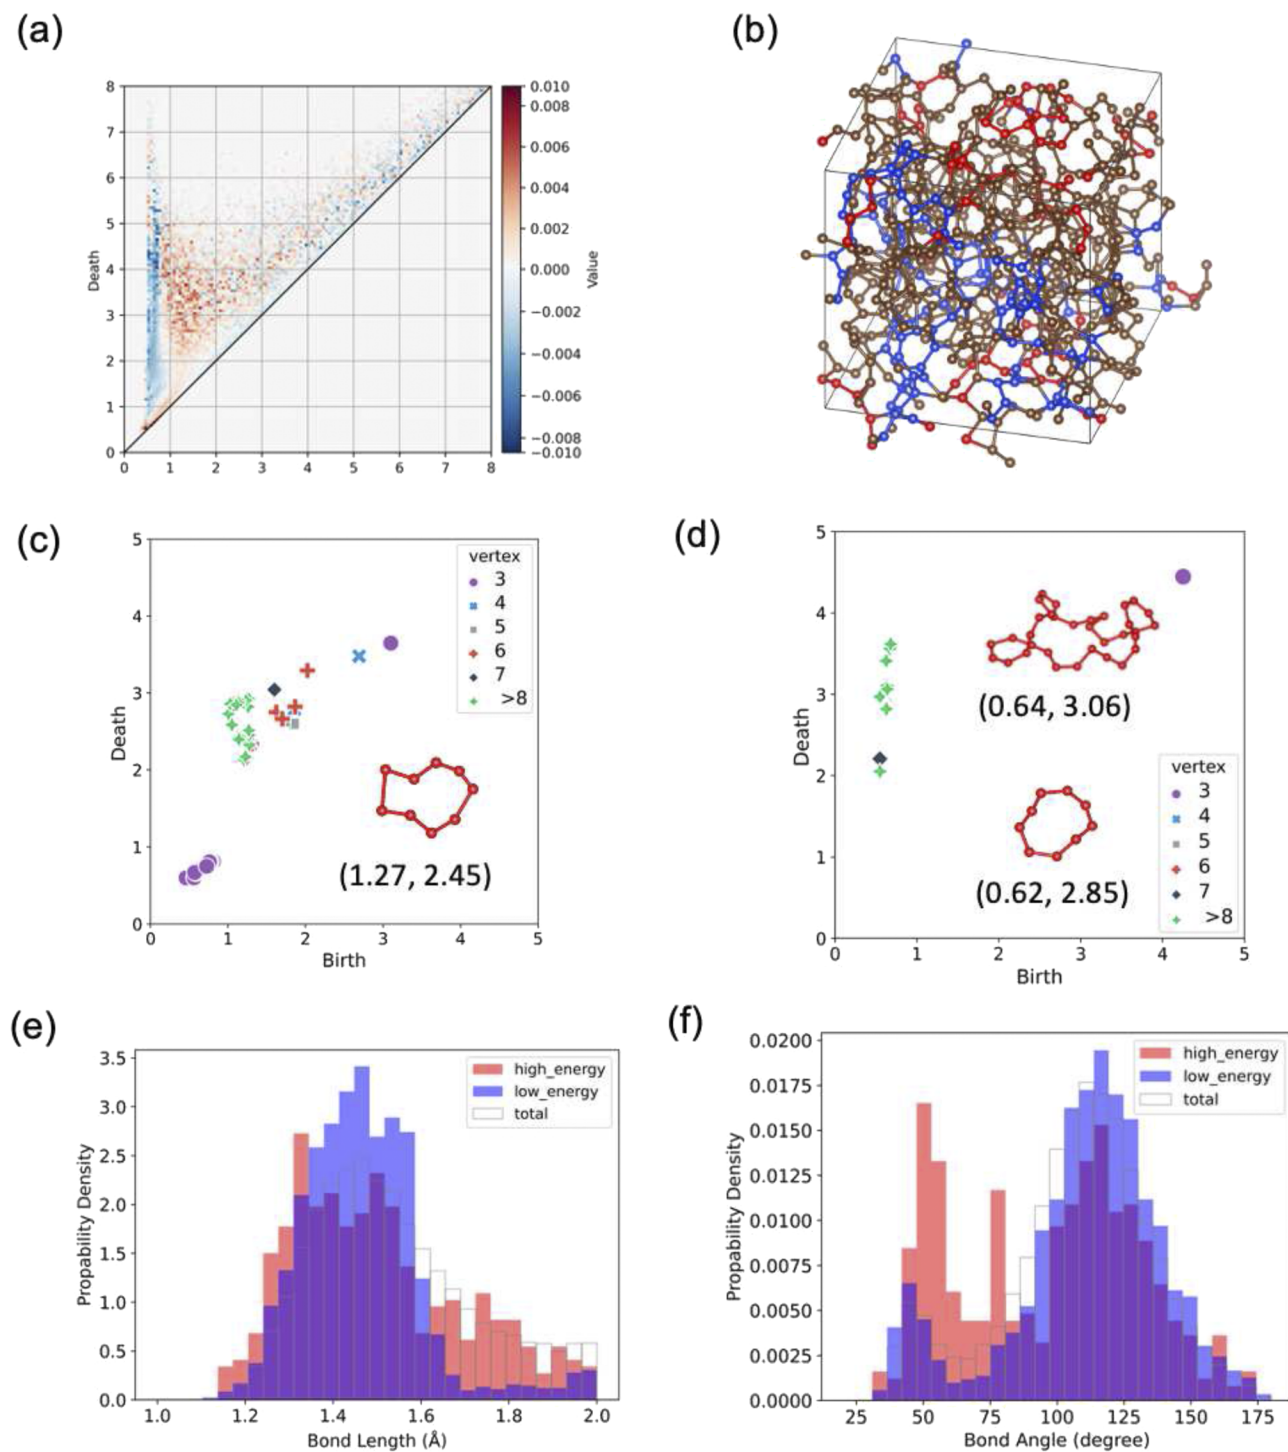 (a)
8
7
6
5
4
3
2
1
0
Death
0 1 2 3 4 5 6 7 8
0.010
0.008
0.006
0.004
0.002
0.000
−0.002
−0.004
−0.006
−0.008
−0.010
Value
(b)
(c)
5
4
3
2
1
0
Death
0 1 2 3 4 5
Birth
vertex
3
4
5
6
7
>8
(1.27, 2.45)
(d)
5
4
3
2
1
0
Death
0 1 2 3 4 5
Birth
(0.64, 3.06)
(0.62, 2.85)
vertex
3
4
5
6
7
>8
(e)
3.5
3.0
2.5
2.0
1.5
1.0
0.5
0.0
Propability Density
1.0 1.2 1.4 1.6 1.8 2.0
Bond Length (Å)
high_energy
low_energy
total
(f)
0.0200
0.0175
0.0150
0.0125
0.0100
0.0075
0.0050
0.0025
0.0000
Propability Density
25 50 75 100 125 150 175
Bond Angle (degree)
high_energy
low_energy
total